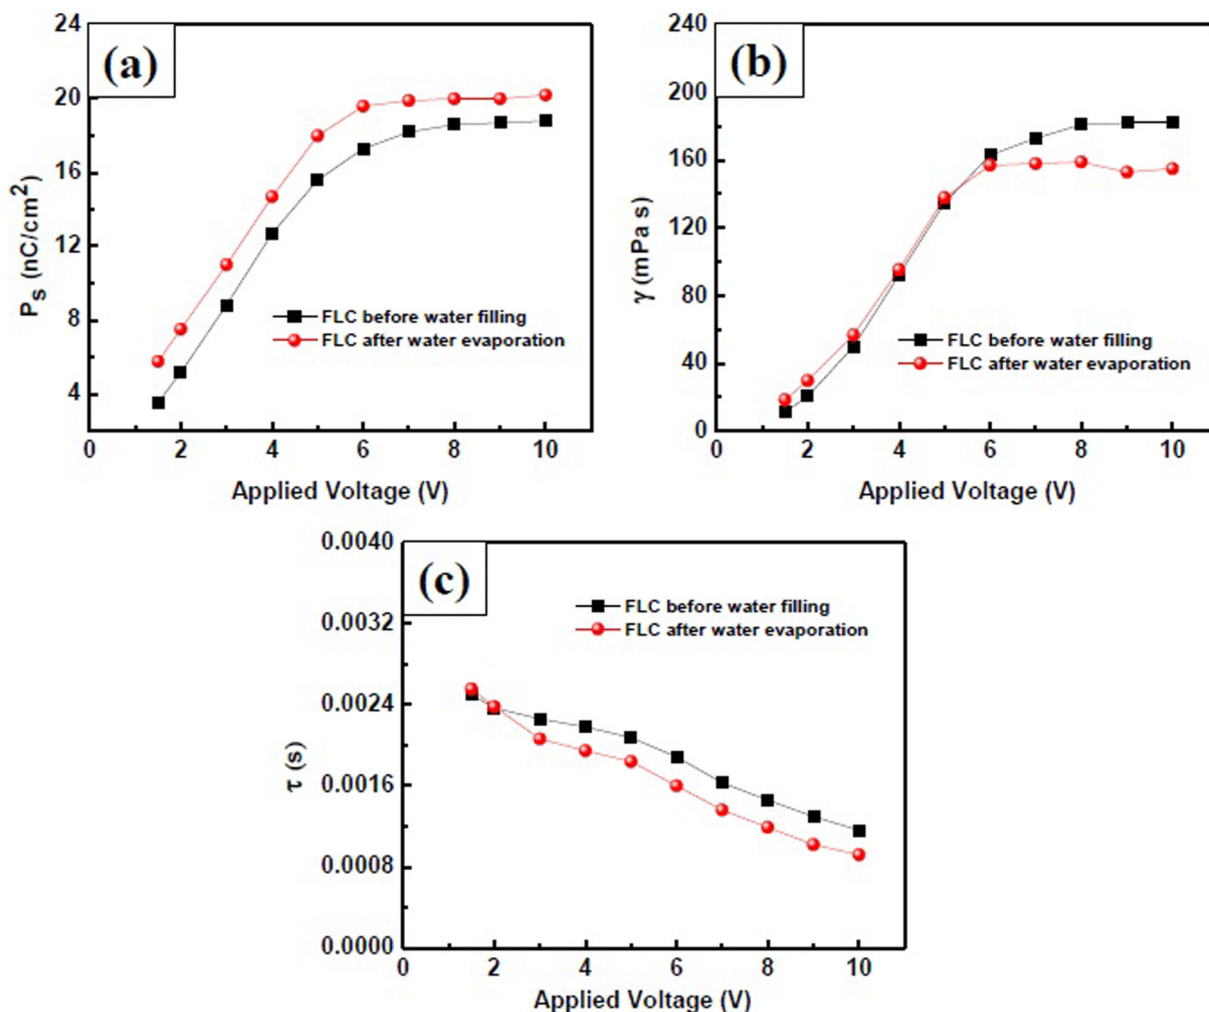 (a)
24
20
16
12
8
4
0 2 4 6 8 10
P_S (nC/cm²)
Applied Voltage (V)
FLC before water filling
FLC after water evaporation
(b)
240
200
160
120
80
40
0
0 2 4 6 8 10
γ (mPa s)
Applied Voltage (V)
FLC before water filling
FLC after water evaporation
(c)
0.0040
0.0032
0.0024
0.0016
0.0008
0.0000
0 2 4 6 8 10
τ (s)
Applied Voltage (V)
FLC before water filling
FLC after water evaporation